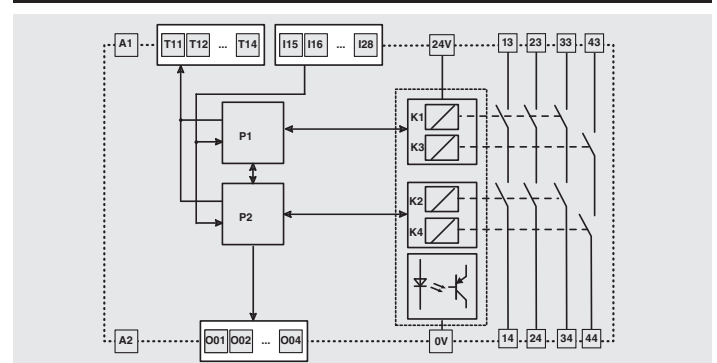 A1 T11 T12 ... T14 I15 I16 ... I28 24V 13 23 33 43
K1
P1
K3
K2
P2
K4
A2 O01 O02 ... O04 0V 14 24 34 44